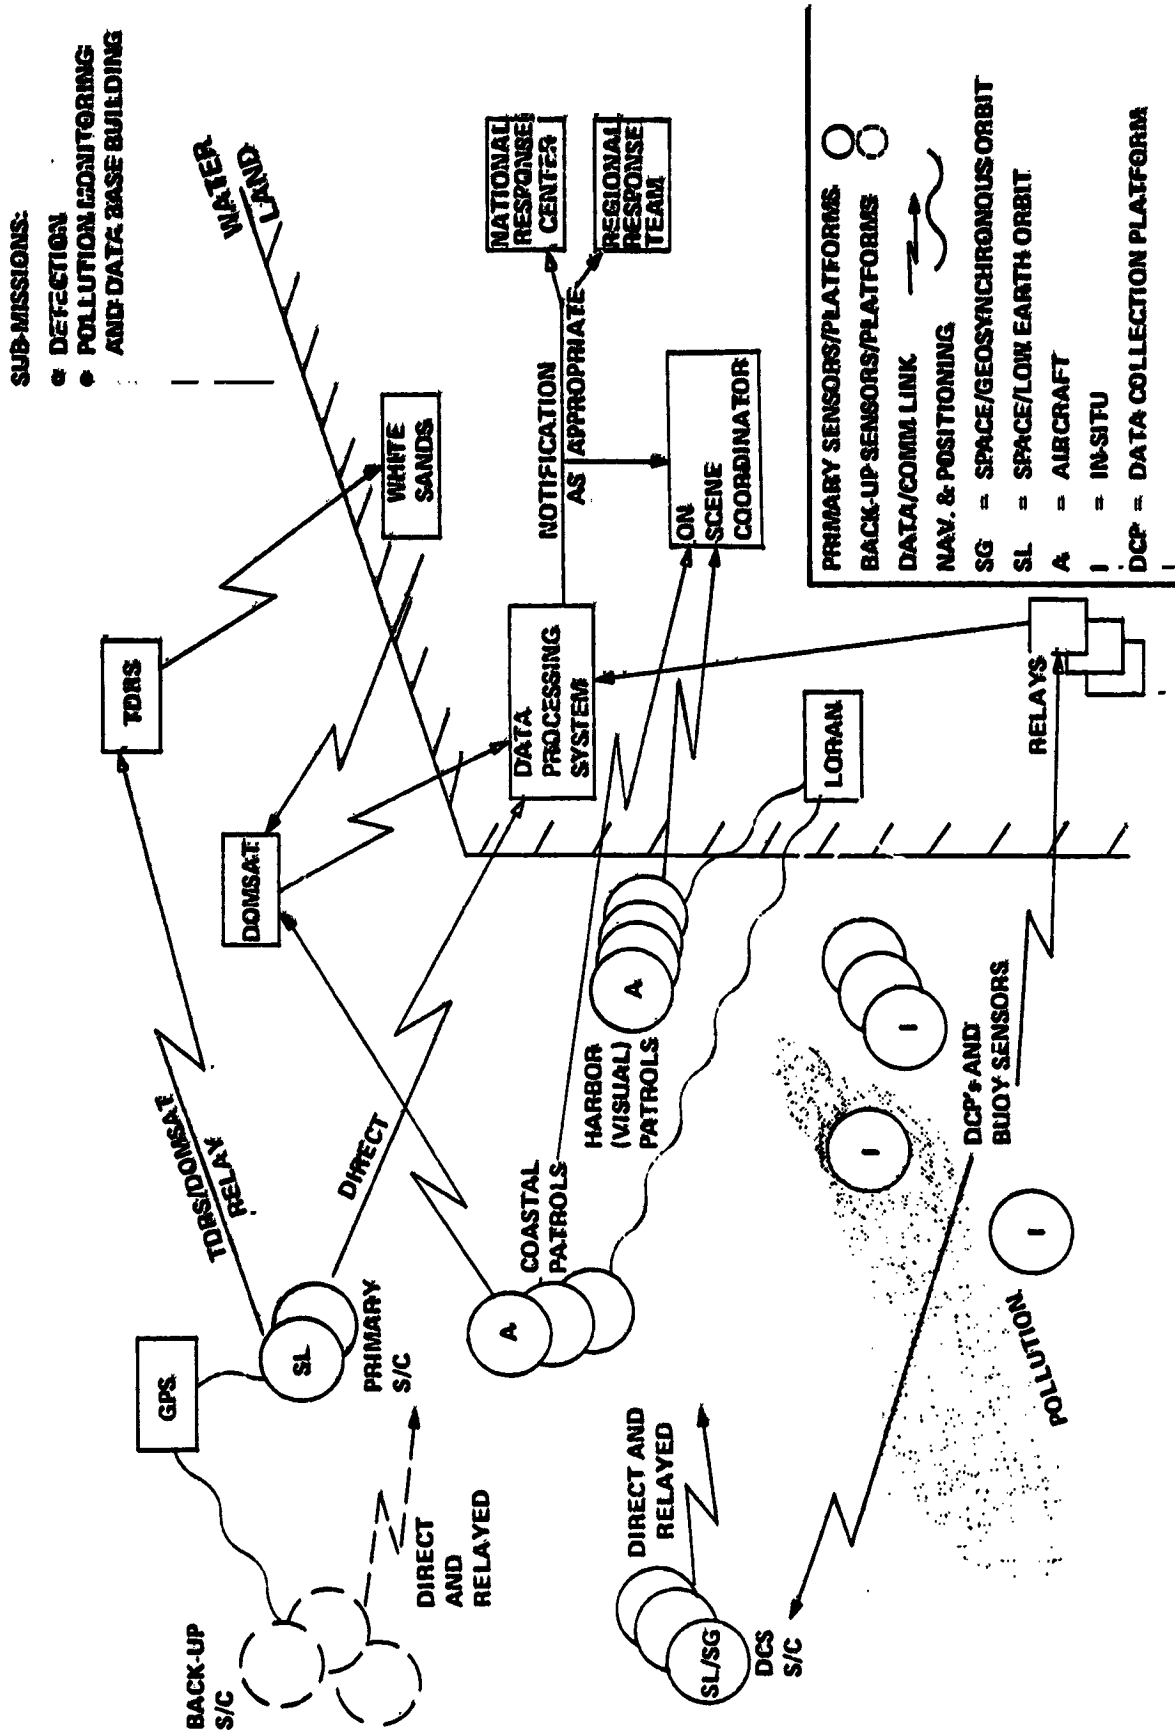 SUB-MISSIONS:
• DETECTION
• POLLUTION MONITORING
AND DATA BASE BUILDING
WATER
LAND
TDRS
WHITE
SANDS
DOMSAT
GPS
TDRS/DOMSAT
RELAY
DIRECT
SL
PRIMARY
S/C
BACK-UP
S/C
DIRECT
AND
RELAYED
DATA
PROCESSING
SYSTEM
NOTIFICATION
AS APPROPRIATE
NATIONAL
RESPONSE
CENTER
REGIONAL
RESPONSE
TEAM
ON
SCENE
COORDINATOR
A
COASTAL
PATROLS
A
HARBOR
(VISUAL)
PATROLS
LORAN
DIRECT AND
RELAYED
SL/SG
DCS
S/C
I
I
I
POLLUTION
DCP's AND
BUOY SENSORS
RELAYS
PRIMARY SENSORS/PLATFORMS
BACK-UP SENSORS/PLATFORMS
DATA/COMM LINK
NAV. & POSITIONING
SG = SPACE/GEOSYNCHRONOUS ORBIT
SL = SPACE/LOW EARTH ORBIT
A = AIRCRAFT
I = IN-SITU
DCP = DATA COLLECTION PLATFORM